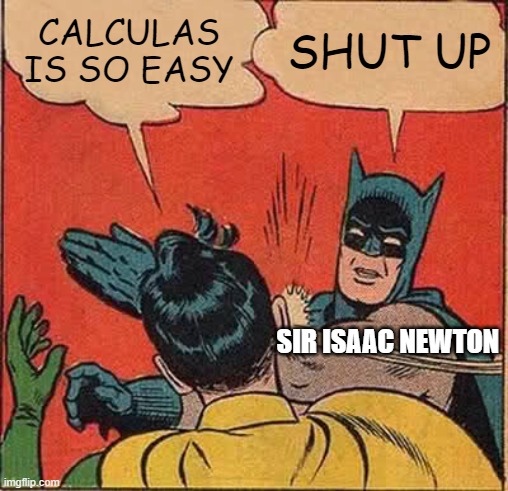 CALCULAS
IS SO EASY
SHUT UP
SIR ISAAC NEWTON
imgflip.com